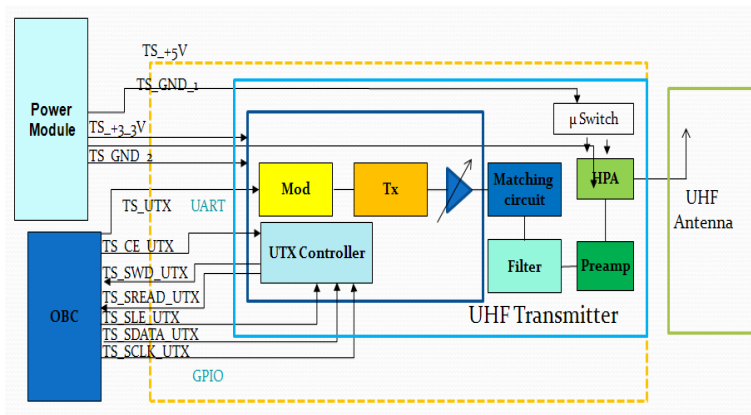 TS_+5V
TS_GND_1
Power
Module
μ Switch
TS_+3_3V
TS_GND_2
HPA
Mod
Tx
Matching
circuit
TS_UTX
UART
UHF
Antenna
TS_CE_UTX
UTX Controller
TS_SWD_UTX
Filter
Preamp
TS_SREAD_UTX
OBC
TS_SLE_UTX
UHF Transmitter
TS_SDATA_UTX
TS_SCLK_UTX
GPIO